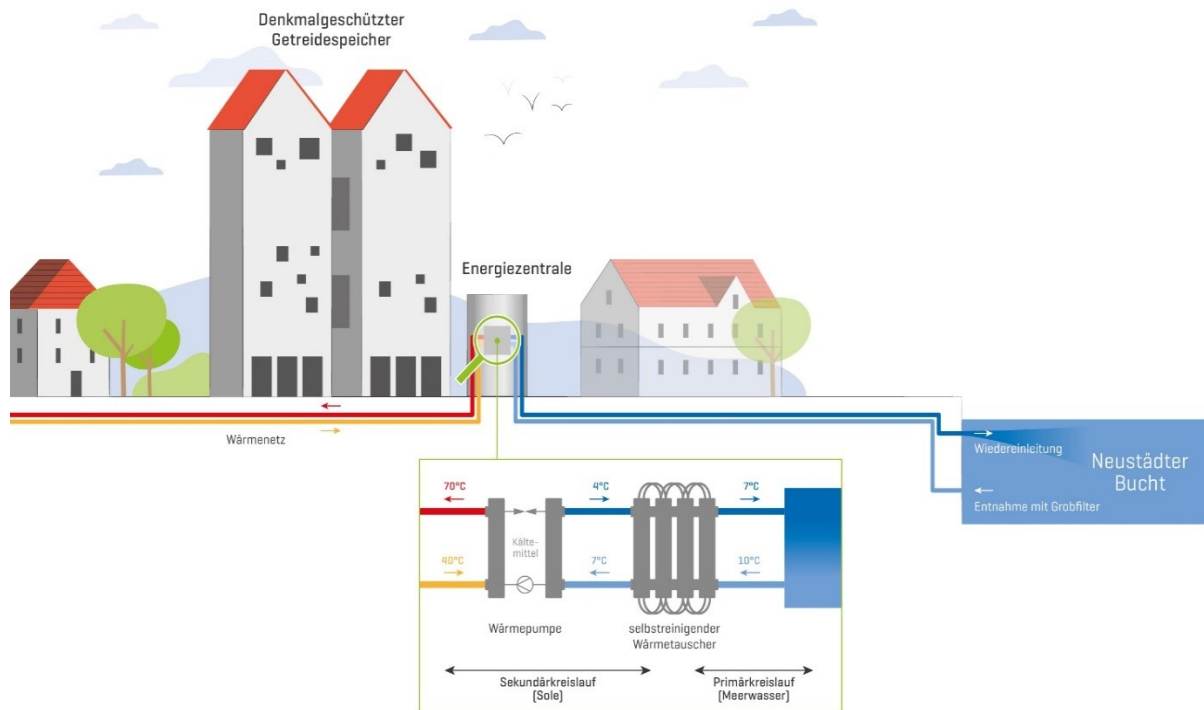 Denkmalgeschützter
Getreidespeicher
Energiezentrale
Wärmenetz
Wiedereinleitung
Neustädter
Bucht
Entnahme mit Grobfilter
70°C
4°C
7°C
Kälte-
mittel
40°C
7°C
10°C
Wärmepumpe
selbstreinigender
Wärmetauscher
Sekundärkreislauf
[Sole]
Primärkreislauf
[Meerwasser]